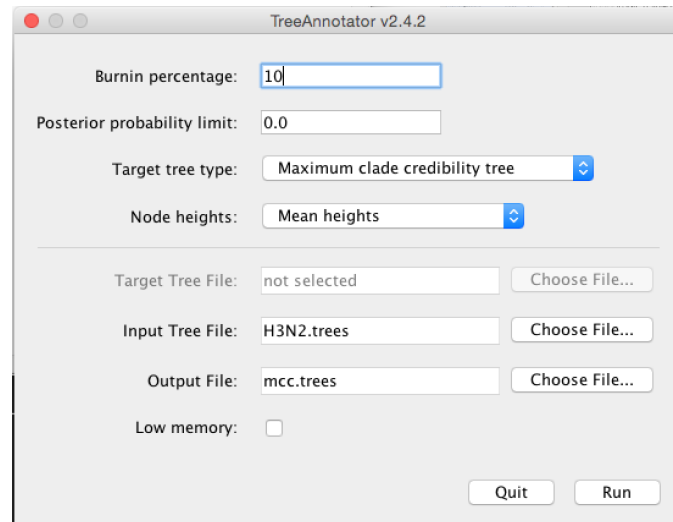 TreeAnnotator v2.4.2
Burnin percentage: 10
Posterior probability limit: 0.0
Target tree type: Maximum clade credibility tree
Node heights: Mean heights
Target Tree File: not selected Choose File...
Input Tree File: H3N2.trees Choose File...
Output File: mcc.trees Choose File...
Low memory:
Quit Run